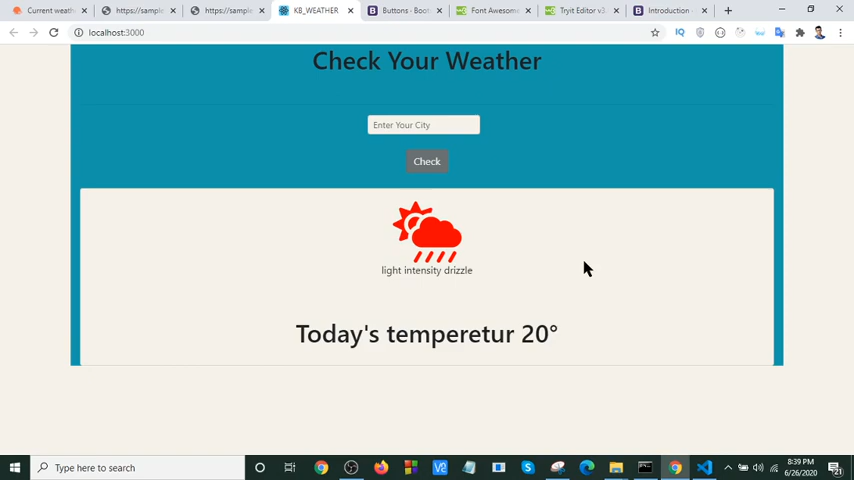 Current weath
https://sample
https://sample
KB_WEATHER
Buttons - Boot
Font Awesome
Tryit Editor v3
Introduction -
localhost:3000
Check Your Weather
Enter Your City
Check
light intensity drizzle
Today's temperetur 20°
Type here to search
8:39 PM
6/26/2020